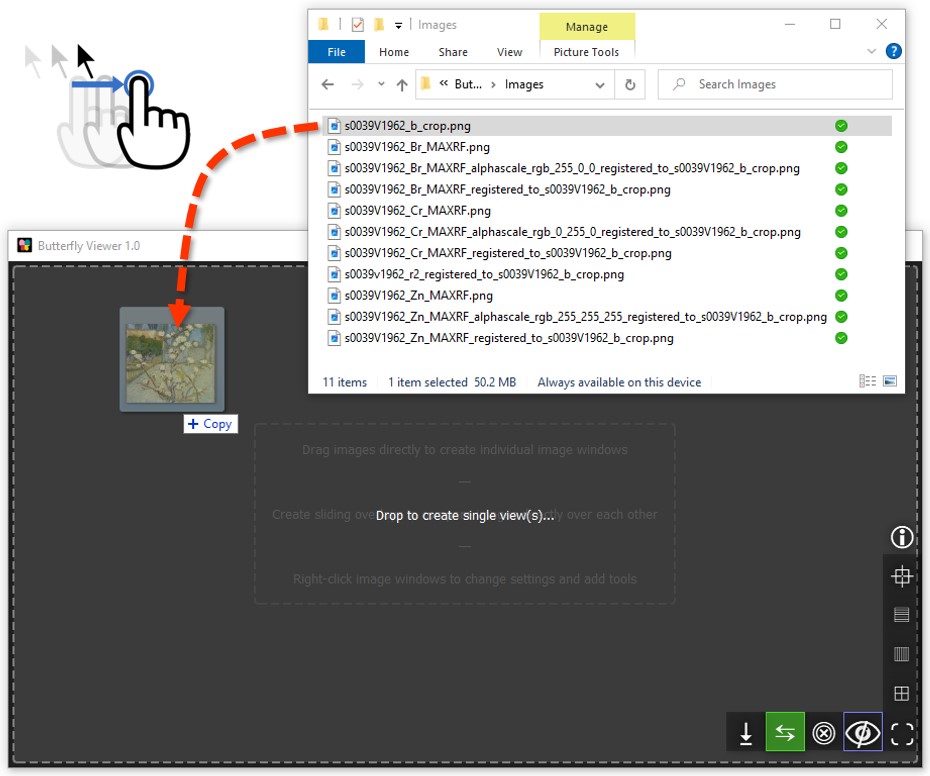 Images
Manage
File
Home
Share
View
Picture Tools
?
« But... > Images
Search Images
s0039V1962_b_crop.png
s0039V1962_Br_MAXRF.png
s0039V1962_Br_MAXRF_alphascale_rgb_255_0_0_registered_to_s0039V1962_b_crop.png
s0039V1962_Br_MAXRF_registered_to_s0039V1962_b_crop.png
s0039V1962_Cr_MAXRF.png
s0039V1962_Cr_MAXRF_alphascale_rgb_0_255_0_registered_to_s0039V1962_b_crop.png
s0039V1962_Cr_MAXRF_registered_to_s0039V1962_b_crop.png
s0039v1962_r2_registered_to_s0039V1962_b_crop.png
s0039V1962_Zn_MAXRF.png
s0039V1962_Zn_MAXRF_alphascale_rgb_255_255_255_registered_to_s0039V1962_b_crop.png
s0039V1962_Zn_MAXRF_registered_to_s0039V1962_b_crop.png
11 items 1 item selected 50.2 MB Always available on this device
Butterfly Viewer 1.0
+ Copy
Drag images directly to create individual image windows
—
Create sliding directly over each other
Drop to create single view(s)...
—
Right-click image windows to change settings and add tools